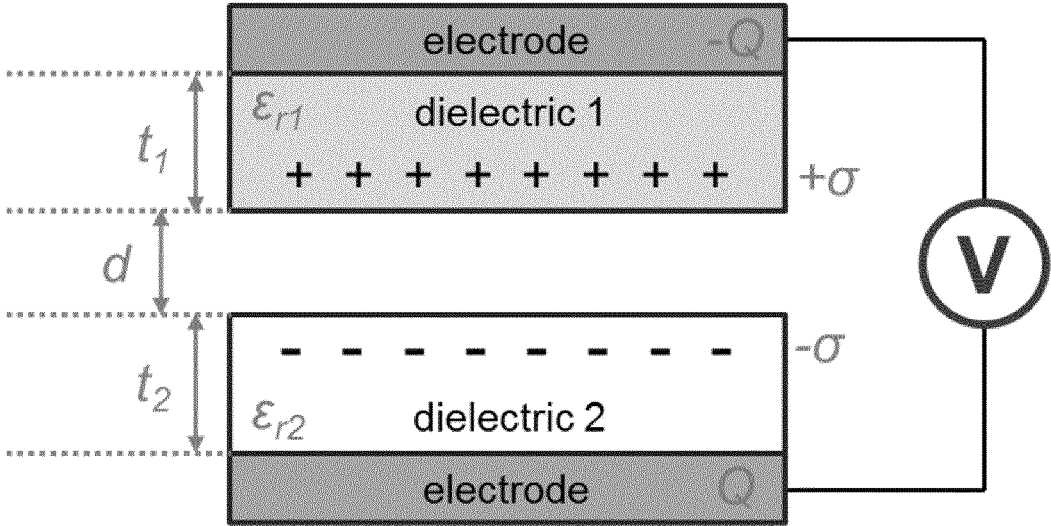 electrode -Q
εr1
dielectric 1
t1
+ + + + + + + +
+σ
d
V
- - - - - - - -
-σ
t2
εr2
dielectric 2
electrode Q